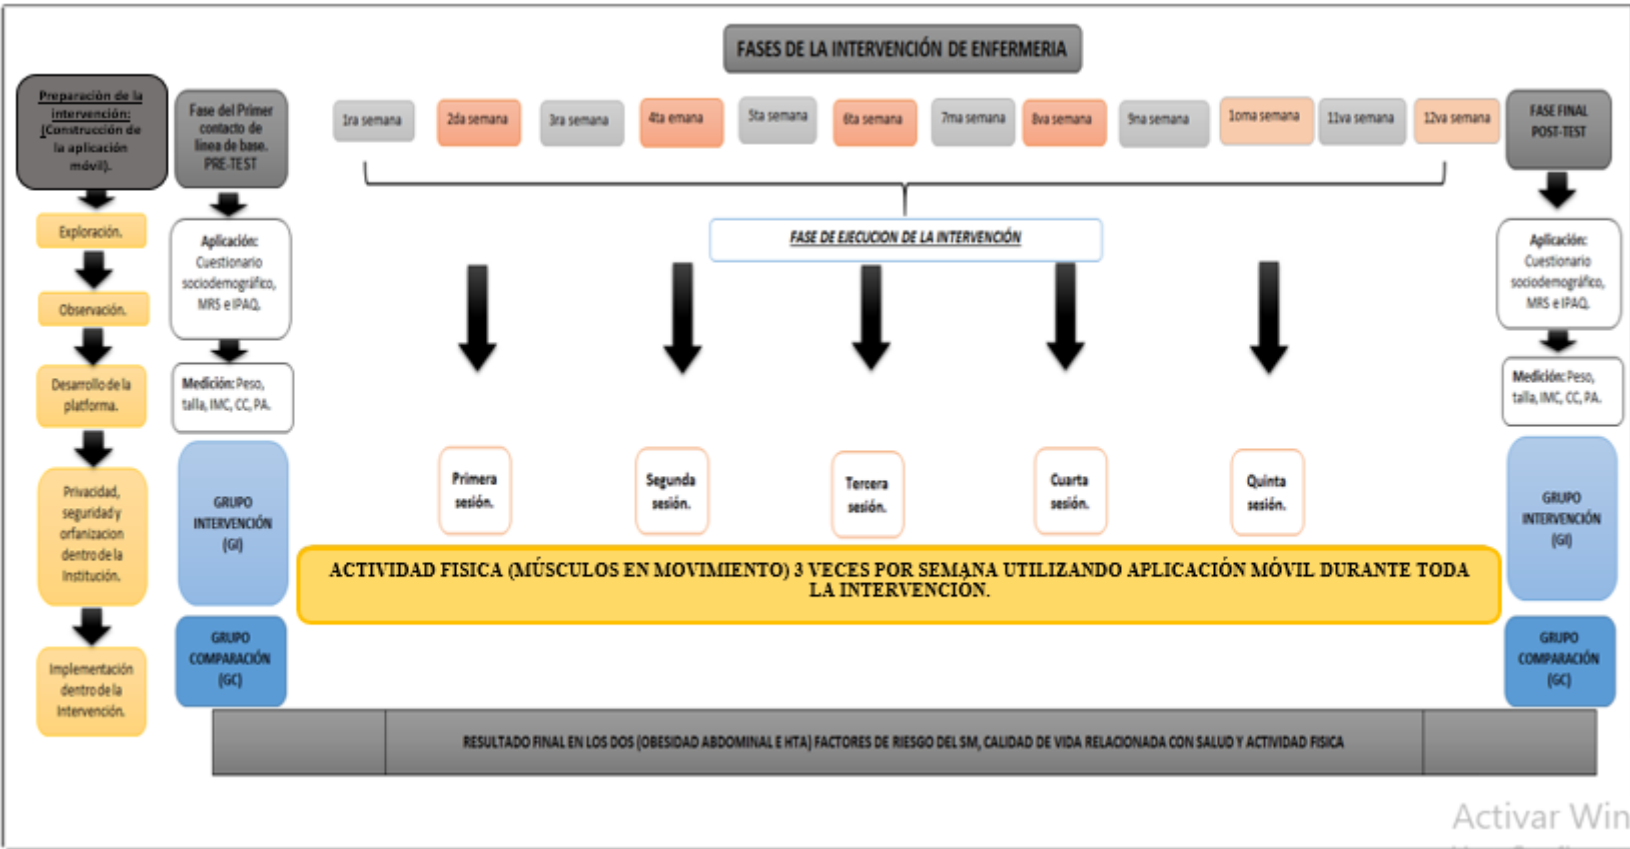 FASES DE LA INTERVENCIÓN DE ENFERMERIA
Preparaciòn de la
intervención:
(Construcción de
la aplicación
móvil).
Exploración.
Observación.
Desarrollo de la
platforma.
Privacidad,
seguridad y
orfanizacion
dentro de la
Institución.
Implementación
dentro de la
Intervención.
Fase del Primer
contacto de
linea de base.
PRE-TEST
Aplicación:
Cuestionario
sociodemográfico,
MRS e IPAQ.
Medición: Peso,
talla, IMC, CC, PA.
GRUPO
INTERVENCIÓN
(GI)
GRUPO
COMPARACIÓN
(GC)
1ra semana
2da semana
3ra semana
4ta emana
5ta semana
6ta semana
7ma semana
8va semana
9na semana
1oma semana
11va semana
12va semana
FASE DE EJECUCION DE LA INTERVENCIÓN
Primera
sesión.
Segunda
sesión.
Tercera
sesión.
Cuarta
sesión.
Quinta
sesión.
ACTIVIDAD FISICA (MÚSCULOS EN MOVIMIENTO) 3 VECES POR SEMANA UTILIZANDO APLICACIÓN MÓVIL DURANTE TODA
LA INTERVENCIÓN.
FASE FINAL
POST-TEST
Aplicación:
Cuestionario
sociodemográfico,
MRS e IPAQ.
Medición: Peso,
talla, IMC, CC, PA.
GRUPO
INTERVENCIÓN
(GI)
GRUPO
COMPARACIÓN
(GC)
RESULTADO FINAL EN LOS DOS (OBESIDAD ABDOMINAL E HTA) FACTORES DE RIESGO DEL SM, CALIDAD DE VIDA RELACIONADA CON SALUD Y ACTIVIDAD FISICA
Activar Win